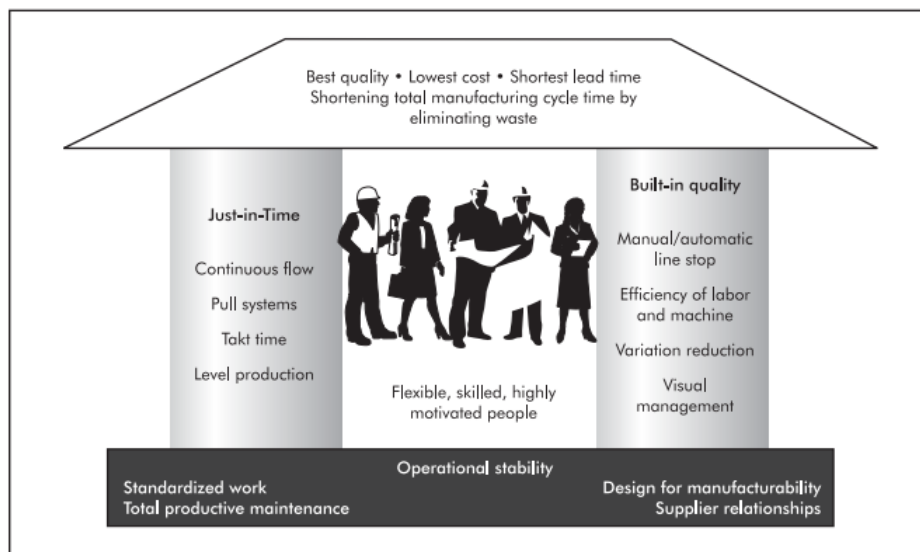 Best quality • Lowest cost • Shortest lead time
Shortening total manufacturing cycle time by
eliminating waste
Just-in-Time
Continuous flow
Pull systems
Takt time
Level production
Flexible, skilled, highly
motivated people
Built-in quality
Manual/automatic
line stop
Efficiency of labor
and machine
Variation reduction
Visual
management
Operational stability
Standardized work
Total productive maintenance
Design for manufacturability
Supplier relationships